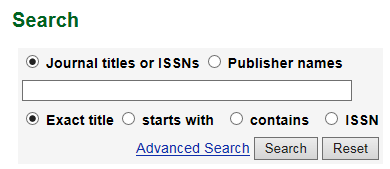 Search
Journal titles or ISSNs Publisher names
Exact title starts with contains ISSN
Advanced Search Search Reset